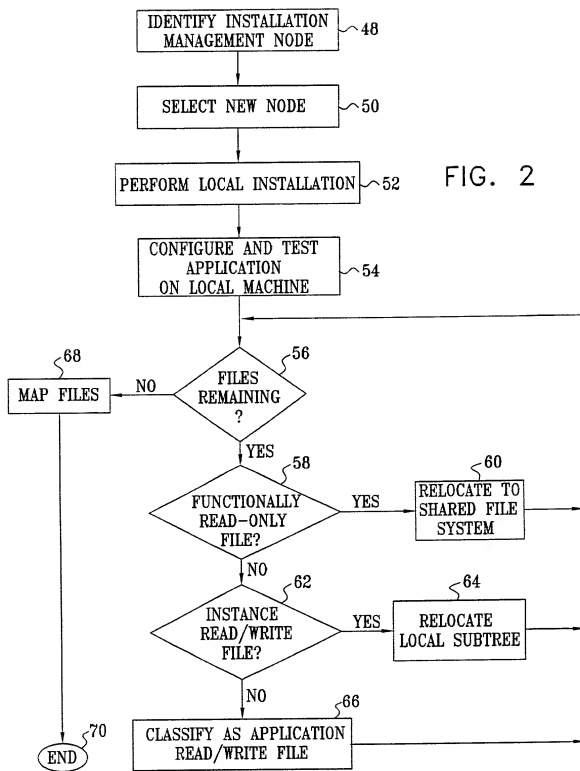 IDENTIFY INSTALLATION
MANAGEMENT NODE
48
SELECT NEW NODE
50
PERFORM LOCAL INSTALLATION
52
FIG. 2
CONFIGURE AND TEST
APPLICATION
ON LOCAL MACHINE
54
56
FILES
REMAINING
?
NO
68
MAP FILES
YES
58
FUNCTIONALLY
READ-ONLY
FILE?
YES
60
RELOCATE TO
SHARED FILE
SYSTEM
NO
62
INSTANCE
READ/WRITE
FILE?
YES
64
RELOCATE
LOCAL SUBTREE
NO
66
CLASSIFY AS APPLICATION
READ/WRITE FILE
70
END